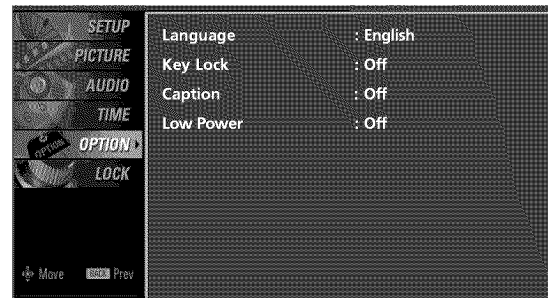 SETUP
PICTURE
AUDIO
TIME
OPTION
OPTION
LOCK
Language : English
Key Lock : Off
Caption : Off
Low Power : Off
Move BACK Prev